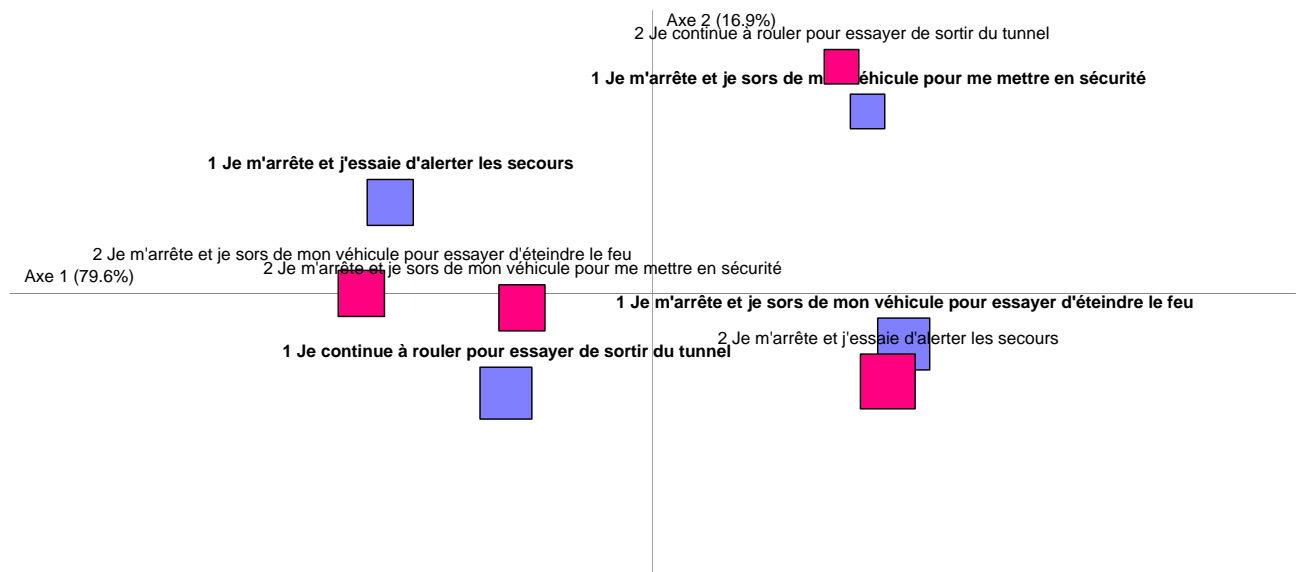 Axe 2 (16.9%)
2 Je continue à rouler pour essayer de sortir du tunnel
1 Je m'arrête et je sors de mon véhicule pour me mettre en sécurité
1 Je m'arrête et j'essaie d'alerter les secours
2 Je m'arrête et je sors de mon véhicule pour essayer d'éteindre le feu
2 Je m'arrête et je sors de mon véhicule pour me mettre en sécurité
Axe 1 (79.6%)
1 Je m'arrête et je sors de mon véhicule pour essayer d'éteindre le feu
2 Je m'arrête et j'essaie d'alerter les secours
1 Je continue à rouler pour essayer de sortir du tunnel